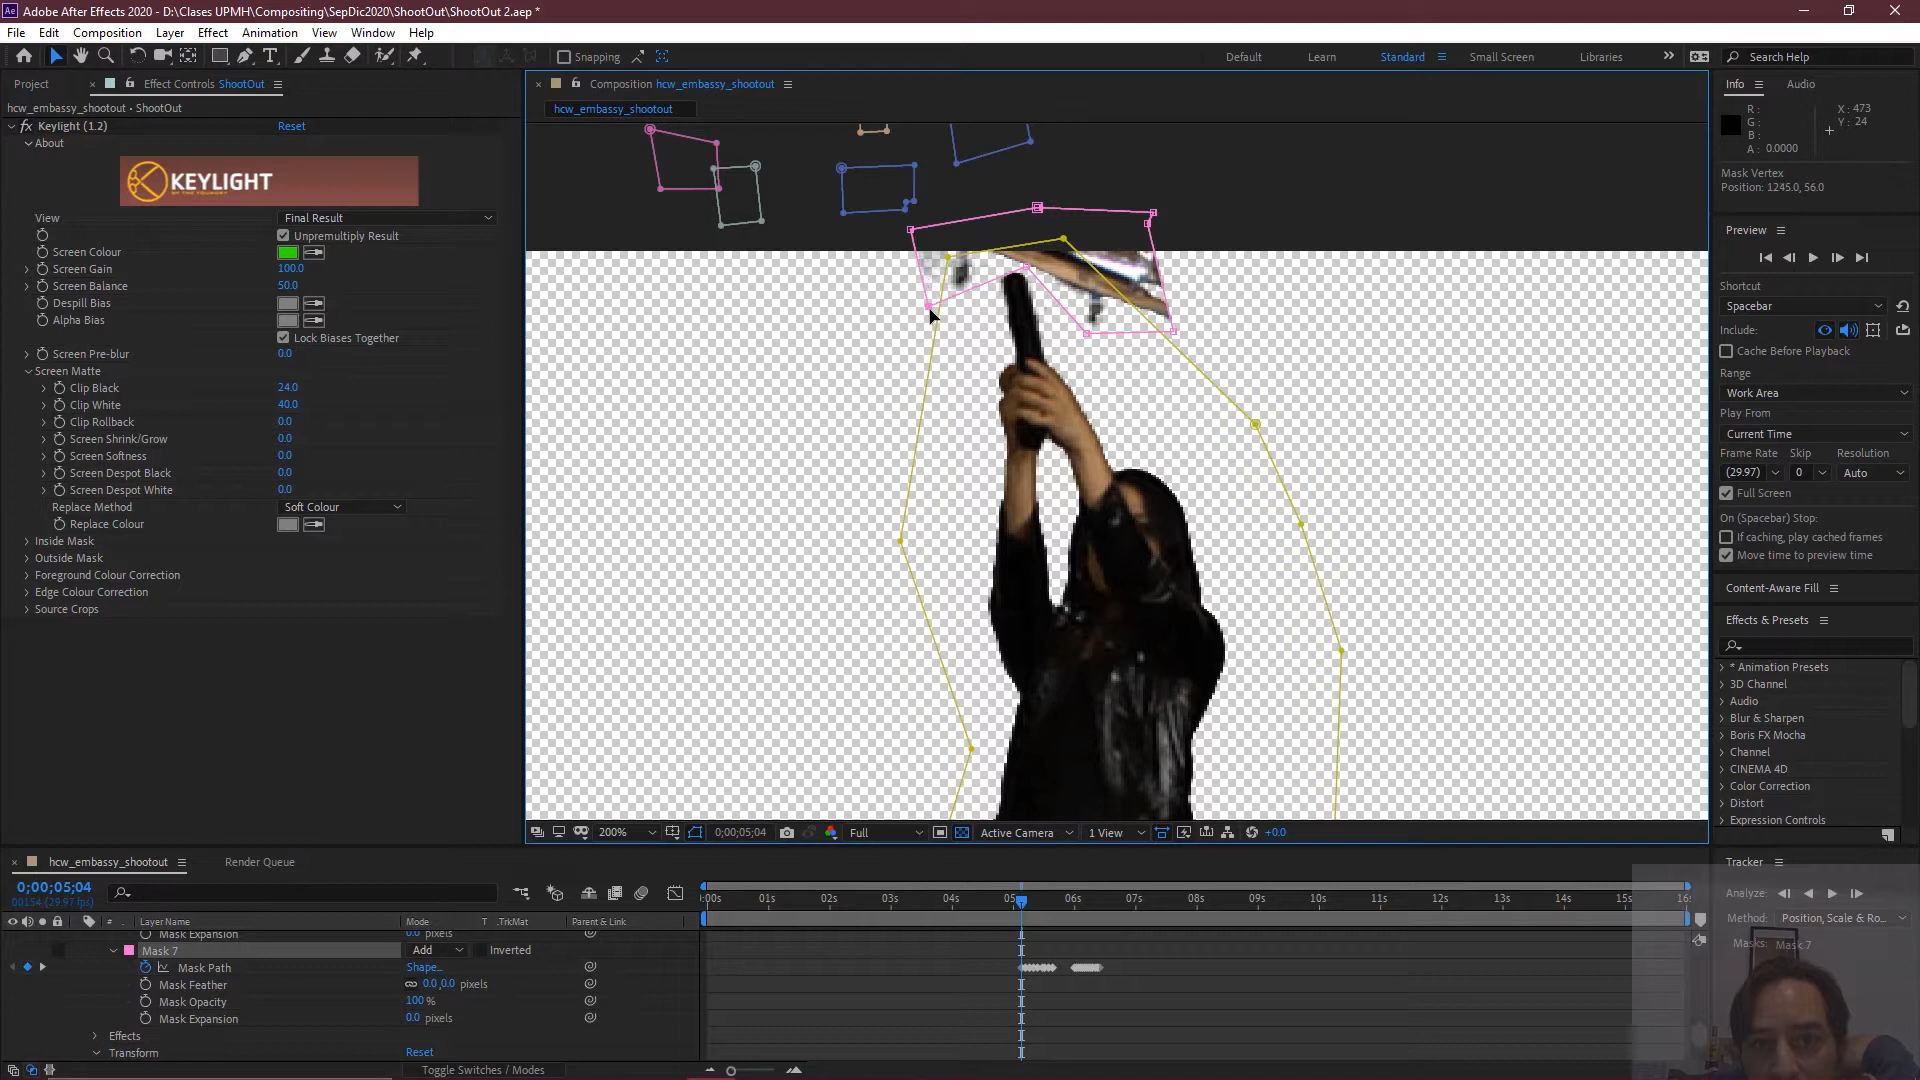 Adobe After Effects 2020 - D:\Clases UPMH\Compositing\SepDic2020\ShootOut\ShootOut 2.aep *
File Edit Composition Layer Effect Animation View Window Help
Snapping
Default Learn Standard Small Screen Libraries Search Help
Project
Effect Controls ShootOut
hcw_embassy_shootout • ShootOut
fx Keylight (1.2) Reset
About
KEYLIGHT
View Final Result
Unpremultiply Result
Screen Colour
Screen Gain 100.0
Screen Balance 50.0
Despill Bias
Alpha Bias
Lock Biases Together
Screen Pre-blur 0.0
Screen Matte
Clip Black 24.0
Clip White 40.0
Clip Rollback 0.0
Screen Shrink/Grow 0.0
Screen Softness 0.0
Screen Despot Black 0.0
Screen Despot White 0.0
Replace Method Soft Colour
Replace Colour
Inside Mask
Outside Mask
Foreground Colour Correction
Edge Colour Correction
Source Crops
Composition hcw_embassy_shootout
hcw_embassy_shootout
200% 0;00;05;04 Full Active Camera 1 View +0.0
Info Audio
R :
G :
B :
A : 0.0000
X : 473
Y : 24
Mask Vertex
Position: 1245.0, 56.0
Preview
Shortcut
Spacebar
Include:
Cache Before Playback
Range
Work Area
Play From
Current Time
Frame Rate Skip Resolution
(29.97) 0 Auto
Full Screen
On (Spacebar) Stop:
If caching, play cached frames
Move time to preview time
Content-Aware Fill
Effects & Presets
* Animation Presets
3D Channel
Audio
Blur & Sharpen
Boris FX Mocha
Channel
CINEMA 4D
Color Correction
Distort
Expression Controls
hcw_embassy_shootout Render Queue
0;00;05;04
00154 (29.97 fps)
# Layer Name Mode T .TrkMat Parent & Link
Mask Expansion 0.0 pixels
Mask 7 Add Inverted
Mask Path Shape...
Mask Feather 0.0,0.0 pixels
Mask Opacity 100 %
Mask Expansion 0.0 pixels
Effects
Transform Reset
Toggle Switches / Modes
:00s 01s 02s 03s 04s 05s 06s 07s 08s 09s 10s 11s 12s 13s 14s 15s 16s
Tracker
Analyze:
Method: Position, Scale & Ro...
Masks: Mask 7